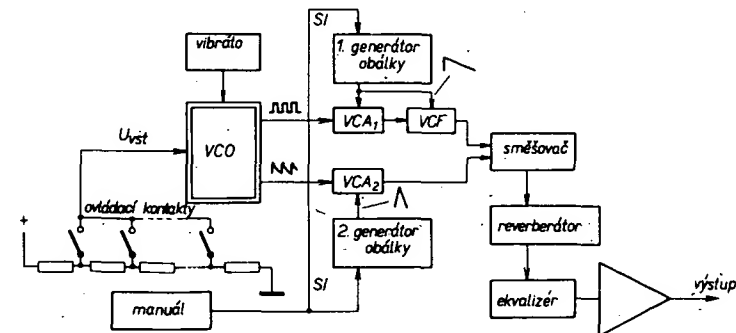 SI
vibráto
1. generátor
obálky
VCO
VCA1
VCF
Uvst
směšovač
VCA2
ovládací kontakty
+
2. generátor
obálky
reverberátor
SI
manuál
ekvalizér
výstup